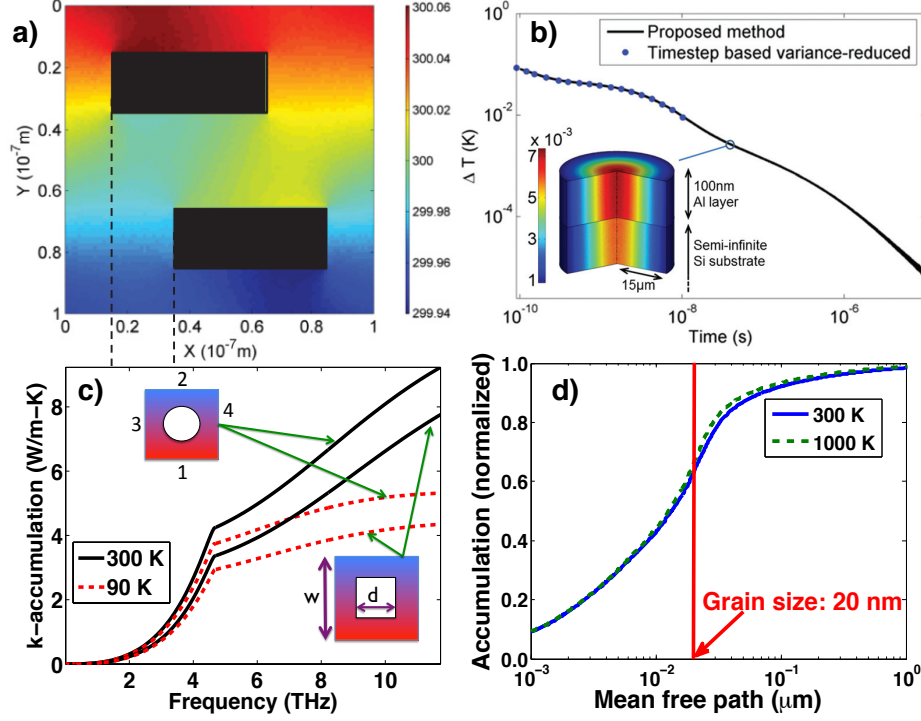 a)
0
0.2
0.4
0.6
0.8
1
Y (10⁻⁷m)
0 0.2 0.4 0.6 0.8 1
X (10⁻⁷m)
300.06
300.04
300.02
300
299.98
299.96
299.94
b)
10⁰
10⁻²
10⁻⁴
Δ T (K)
Proposed method
Timestep based variance-reduced
x 10⁻³
7
5
3
1
100nm
Al layer
Semi-infinite
Si substrate
15μm
10⁻¹⁰ 10⁻⁸ 10⁻⁶
Time (s)
c)
8
6
4
2
0
k−accumulation (W/m−K)
2
3 4
1
300 K
90 K
w
d
2 4 6 8 10
Frequency (THz)
d)
1.0
0.8
0.6
0.4
0.2
0.0
Accumulation (normalized)
300 K
1000 K
Grain size: 20 nm
10⁻³ 10⁻² 10⁻¹ 10⁰
Mean free path (μm)